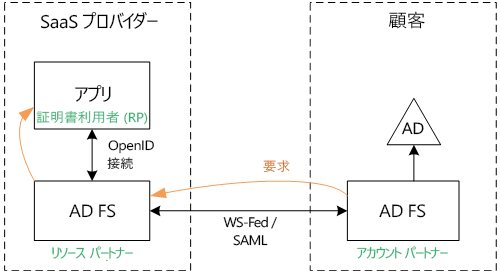 SaaS プロバイダー
顧客
アプリ
証明書利用者 (RP)
AD
OpenID
接続
要求
AD FS
AD FS
WS-Fed /
SAML
リソース パートナー
アカウント パートナー